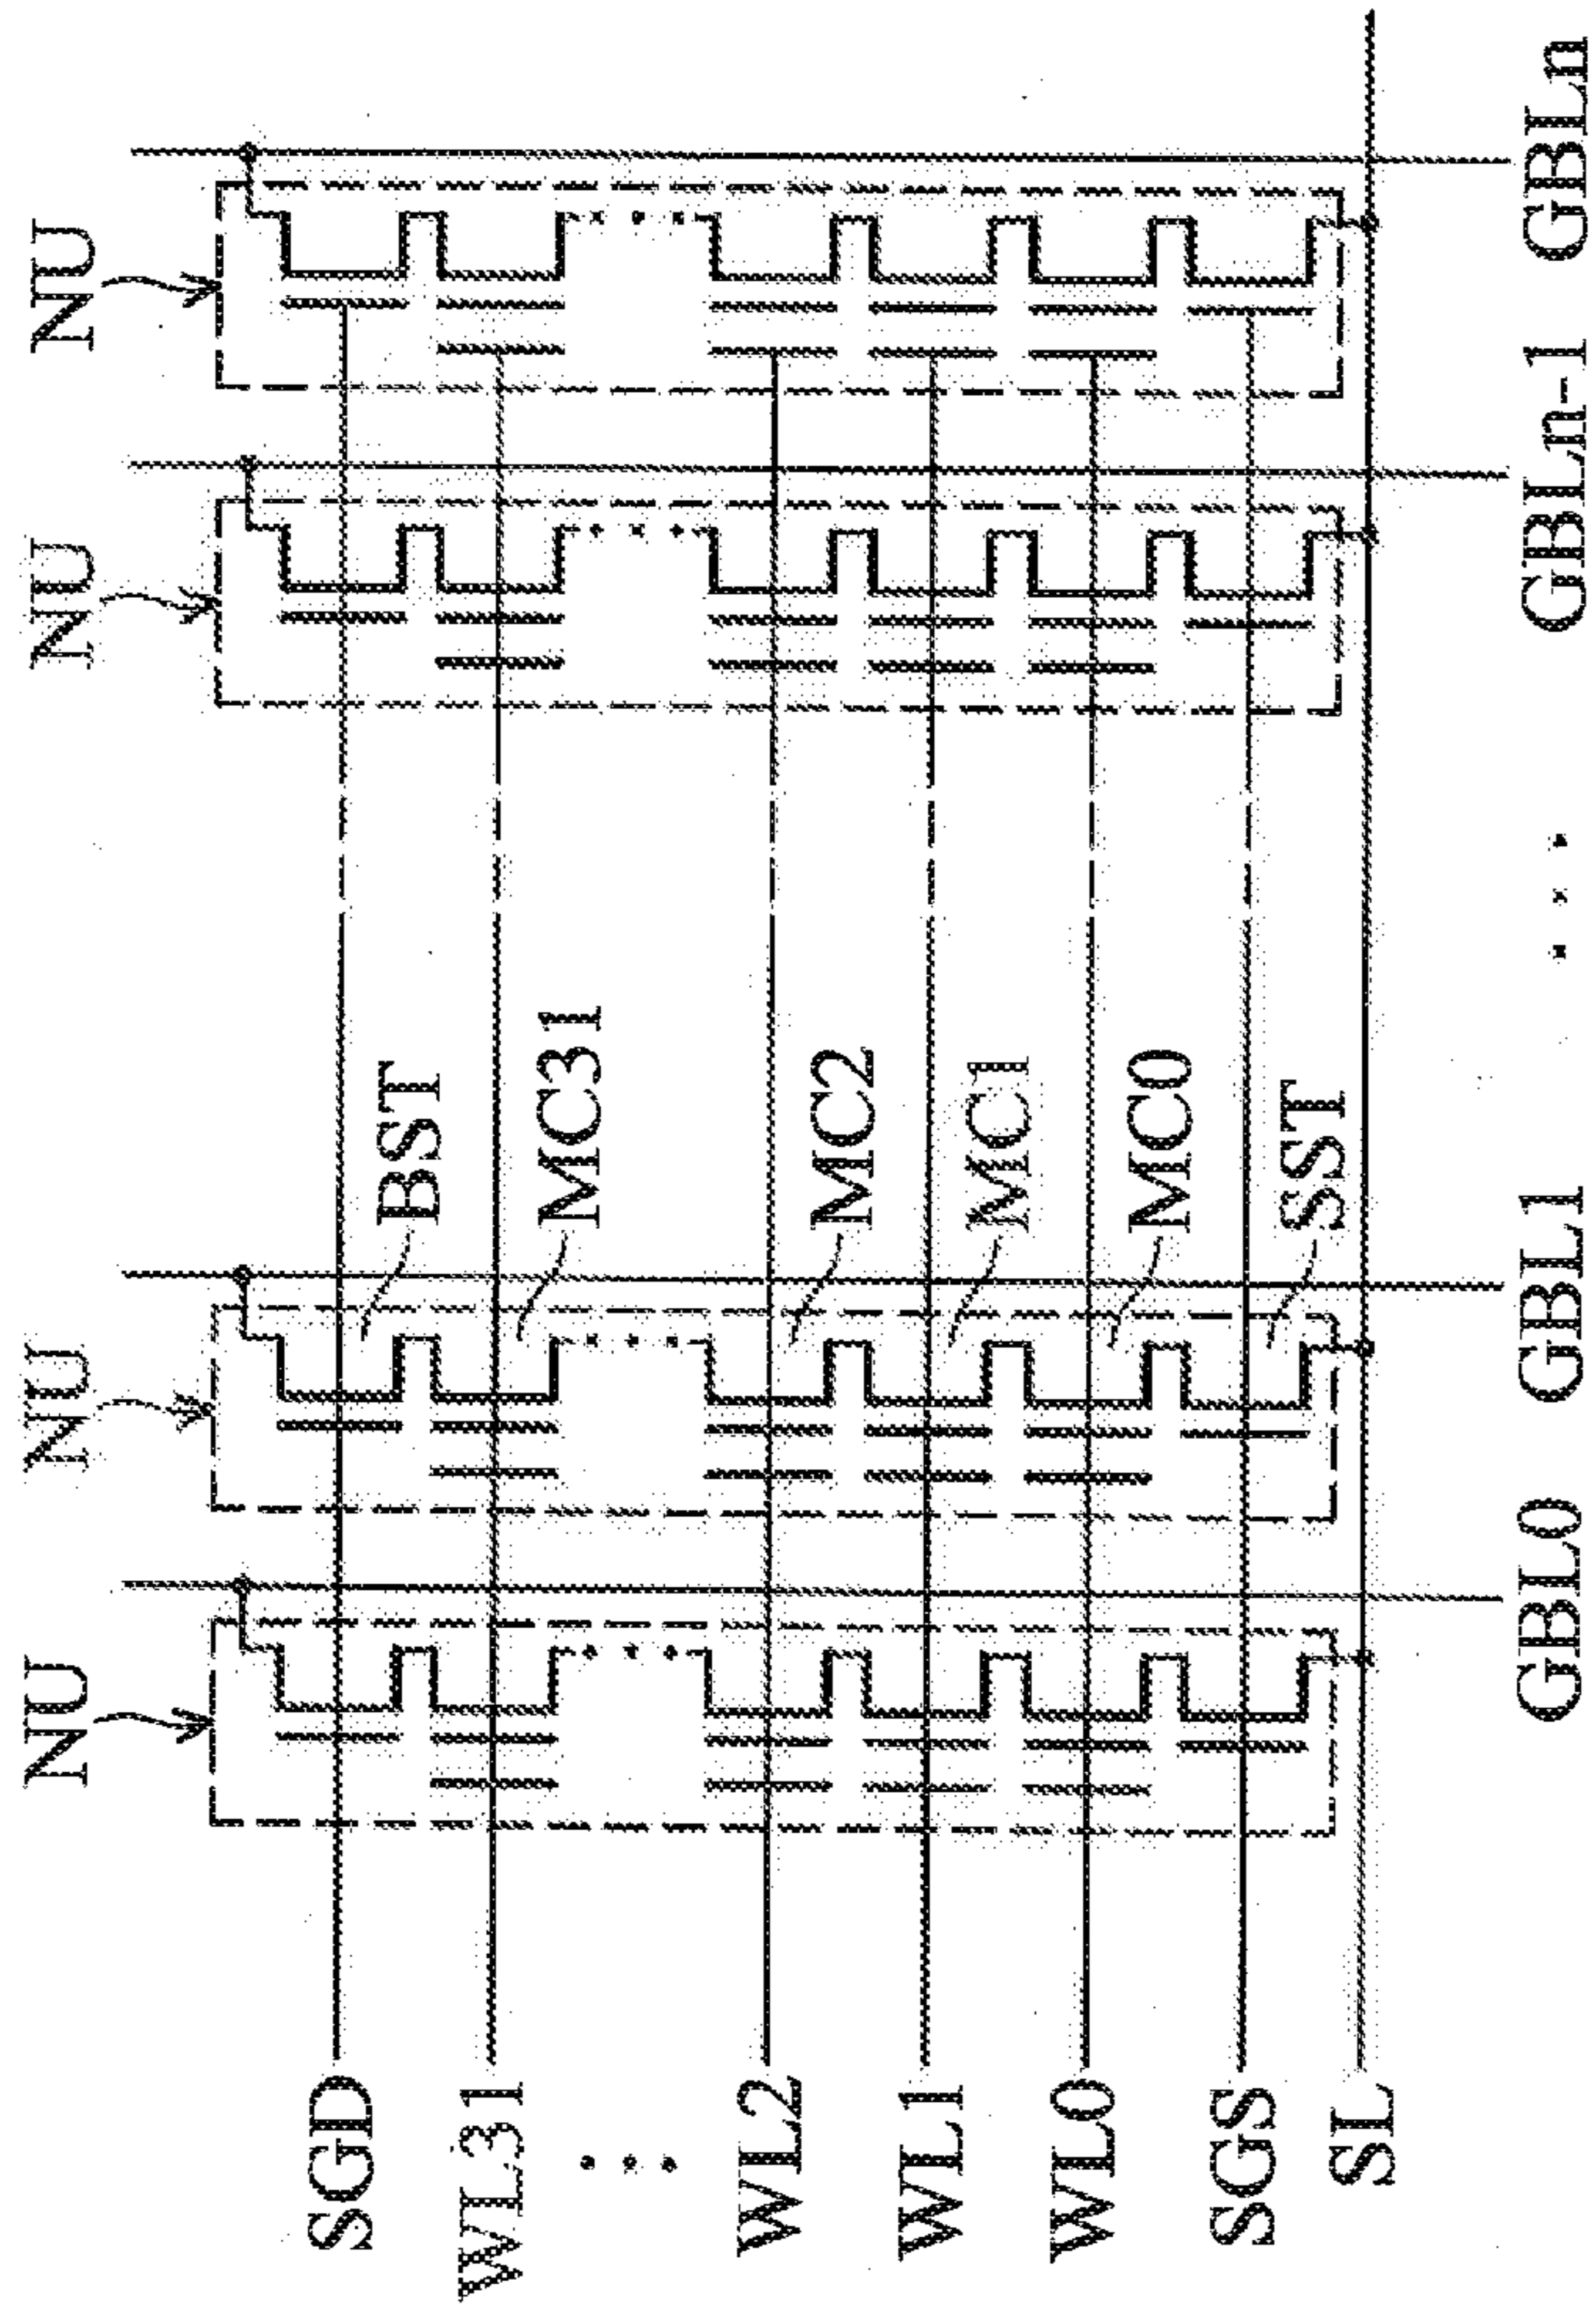 NU NU NU NU
SGD
BST
WL31
MC31
WL2
MC2
WL1
MC1
WL0
MC0
SGS
SST
SL
GBL0 GBL1 GBLn-1 GBLn